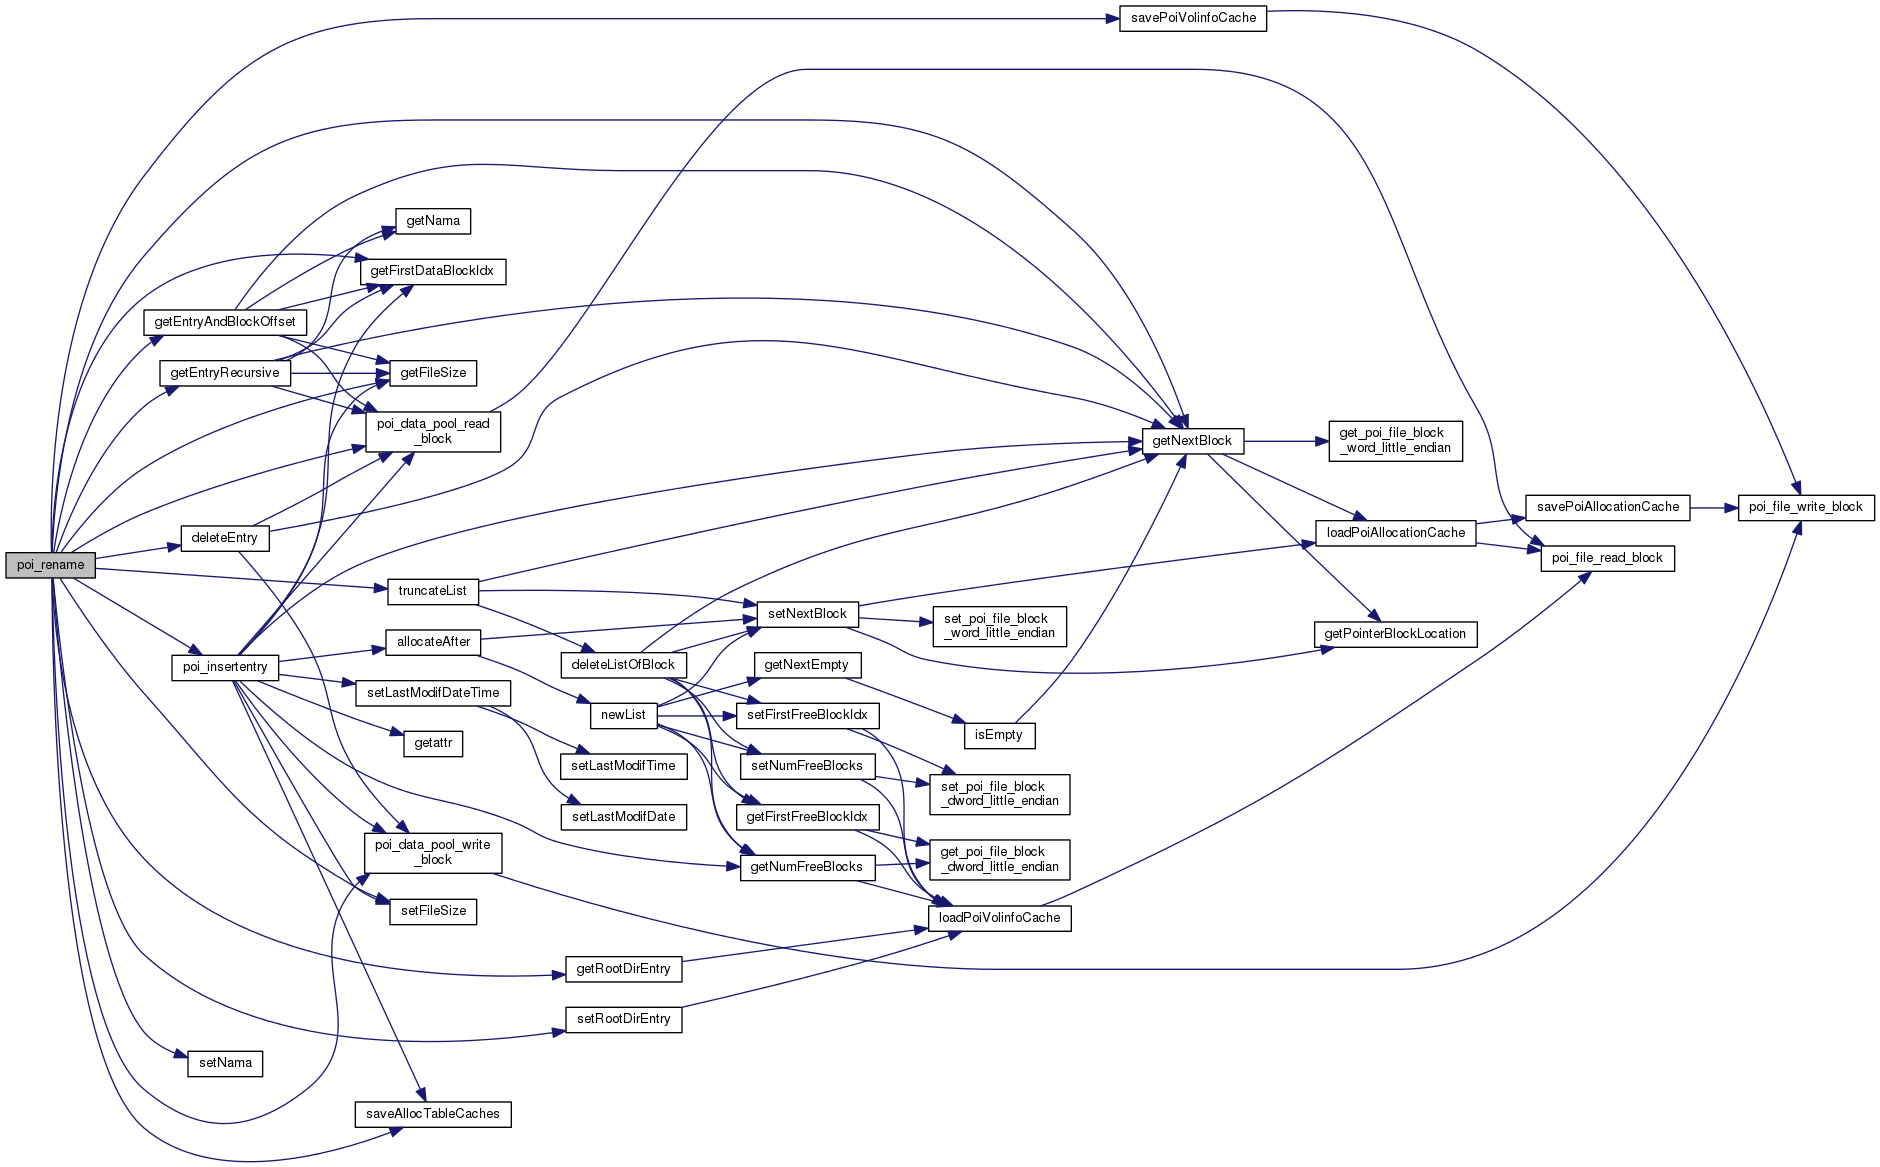 savePoiVolinfoCache
getNama
getFirstDataBlockIdx
getEntryAndBlockOffset
getEntryRecursive
getFileSize
poi_data_pool_read
_block
getNextBlock
get_poi_file_block
_word_little_endian
savePoiAllocationCache
poi_file_write_block
loadPoiAllocationCache
deleteEntry
poi_file_read_block
poi_rename
truncateList
setNextBlock
set_poi_file_block
_word_little_endian
getPointerBlockLocation
allocateAfter
poi_insertentry
deleteListOfBlock
getNextEmpty
setLastModifDateTime
newList
setFirstFreeBlockIdx
isEmpty
getattr
setLastModifTime
setNumFreeBlocks
set_poi_file_block
_dword_little_endian
setLastModifDate
getFirstFreeBlockIdx
poi_data_pool_write
_block
getNumFreeBlocks
get_poi_file_block
_dword_little_endian
setFileSize
loadPoiVolinfoCache
getRootDirEntry
setRootDirEntry
setNama
saveAllocTableCaches